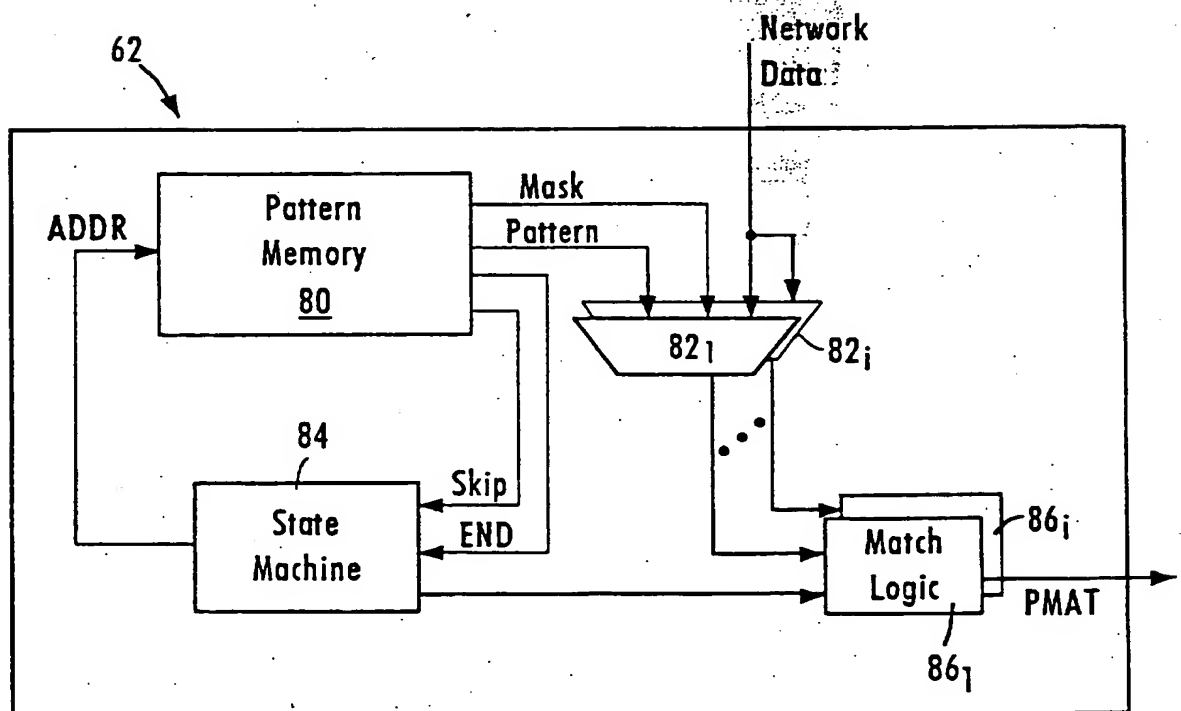 Network
Data
62
Mask
Pattern
Memory
80
Pattern
ADDR
82₁
82ᵢ
84
Skip
END
State
Machine
Match
Logic
86ᵢ
PMAT
86₁